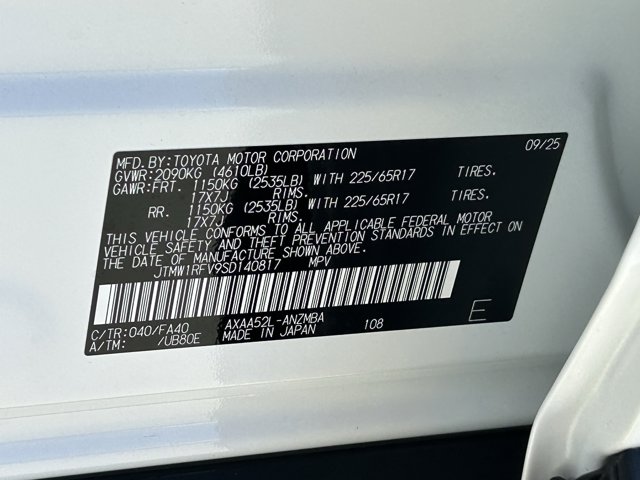 MFD.BY:TOYOTA MOTOR CORPORATION 09/25
GVWR:2090KG (4610LB)
GAWR:FRT. 1150KG (2535LB) WITH 225/65R17 TIRES.
17X7J RIMS.
RR. 1150KG (2535LB) WITH 225/65R17 TIRES.
17X7J RIMS.
THIS VEHICLE CONFORMS TO ALL APPLICABLE FEDERAL MOTOR
VEHICLE SAFETY AND THEFT PREVENTION STANDARDS IN EFFECT ON
THE DATE OF MANUFACTURE SHOWN ABOVE.
JTMW1RFV9SD140817 MPV
C/TR:040/FA40 AXAA52L-ANZMBA 108 E
A/TM: /UB80E MADE IN JAPAN